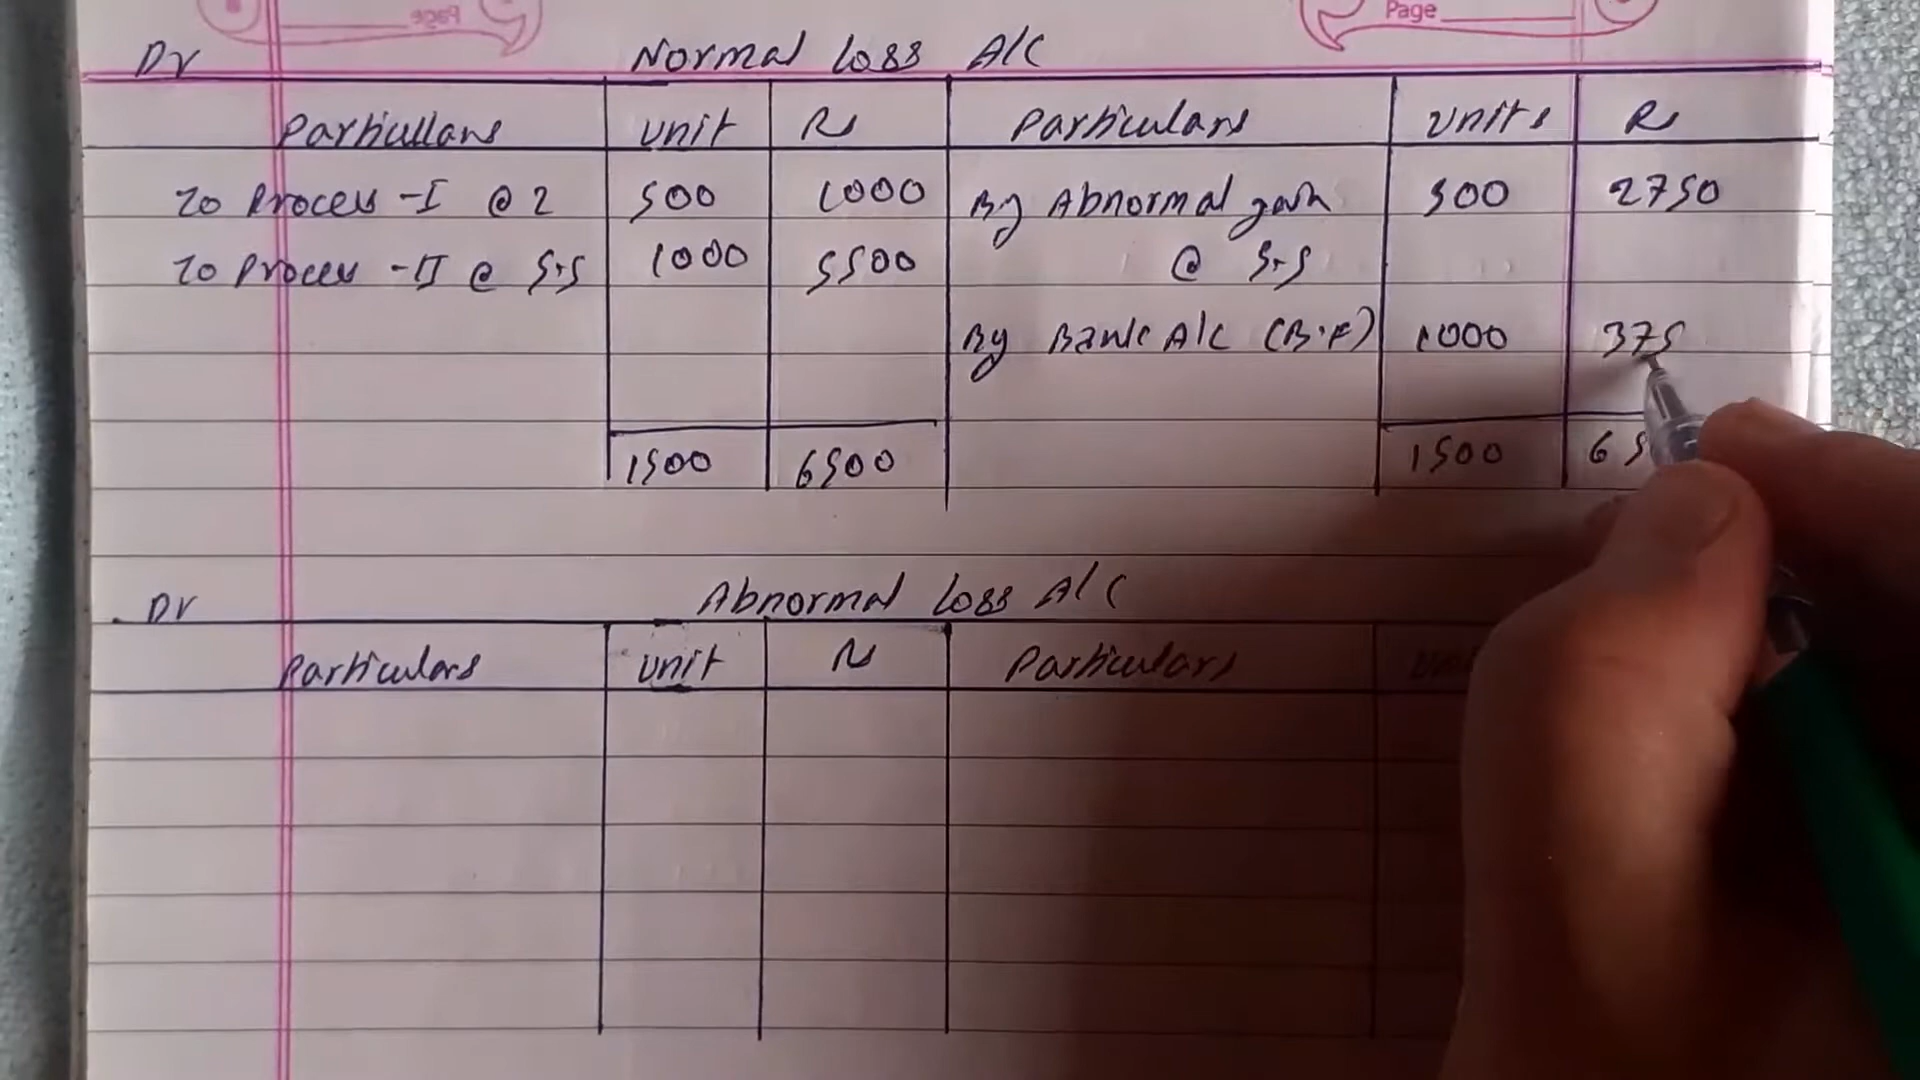 Page
Dr Normal Loss A/C
Particullars unit Rs Particulars Units Rs
To Process -I @ 2 500 1000 By Abnormal gain 500 2750
To Process -II @ 5.5 1000 5500 @ 5.5
By Bank A/C (B.F) 1000 375
1500 6500 1500 65
Dr Abnormal Loss A/C
Particulars unit Rs Particulars